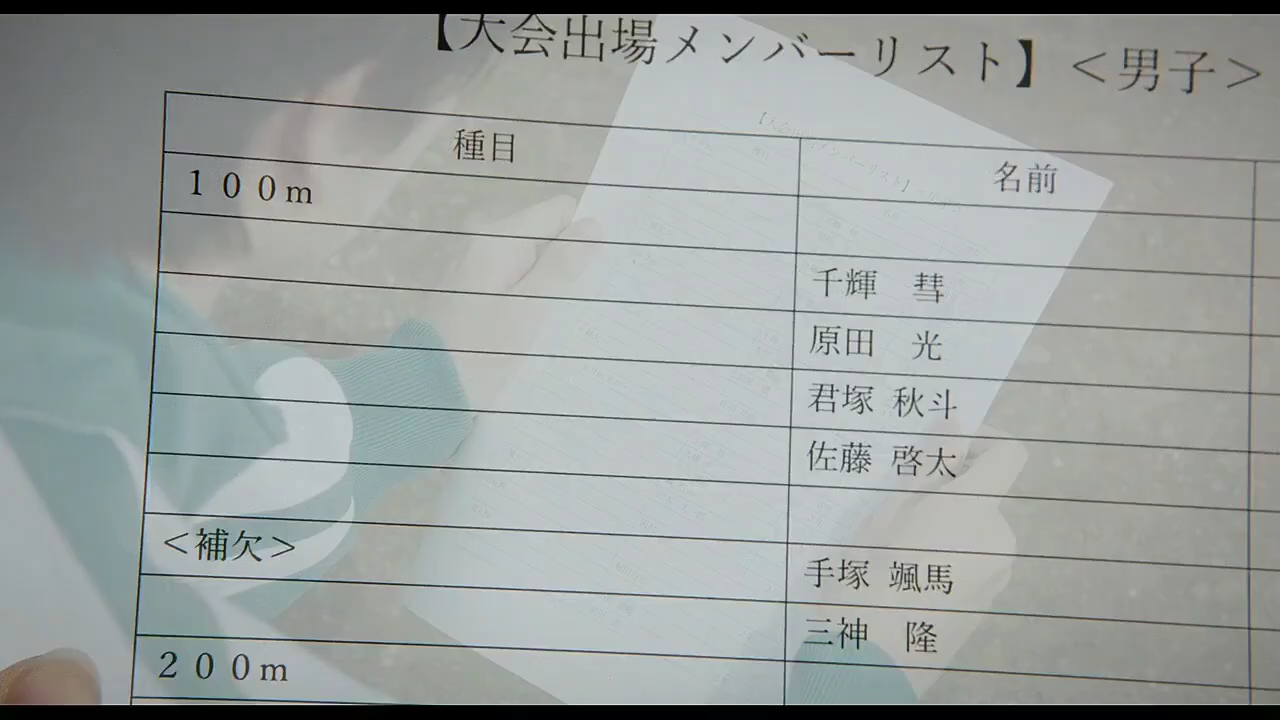 【大会出場メンバーリスト】＜男子＞
種目 名前
１００ｍ
千輝 彗
原田 光
君塚 秋斗
佐藤 啓太
＜補欠＞
手塚 颯馬
三神 隆
２００ｍ